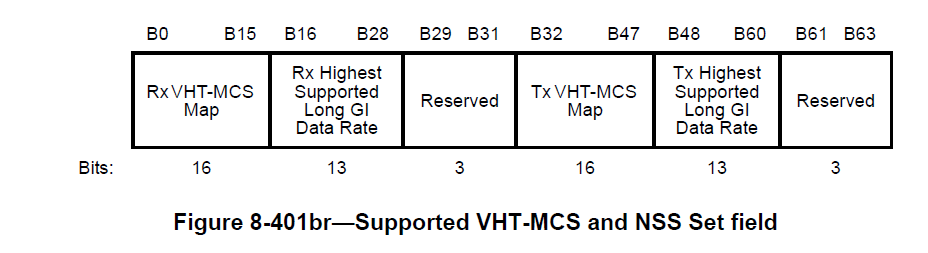 B0 B15 B16 B28 B29 B31 B32 B47 B48 B60 B61 B63
Rx VHT-MCS
Map
Rx Highest
Supported
Long GI
Data Rate
Reserved
Tx VHT-MCS
Map
Tx Highest
Supported
Long GI
Data Rate
Reserved
Bits: 16 13 3 16 13 3
Figure 8-401br—Supported VHT-MCS and NSS Set field